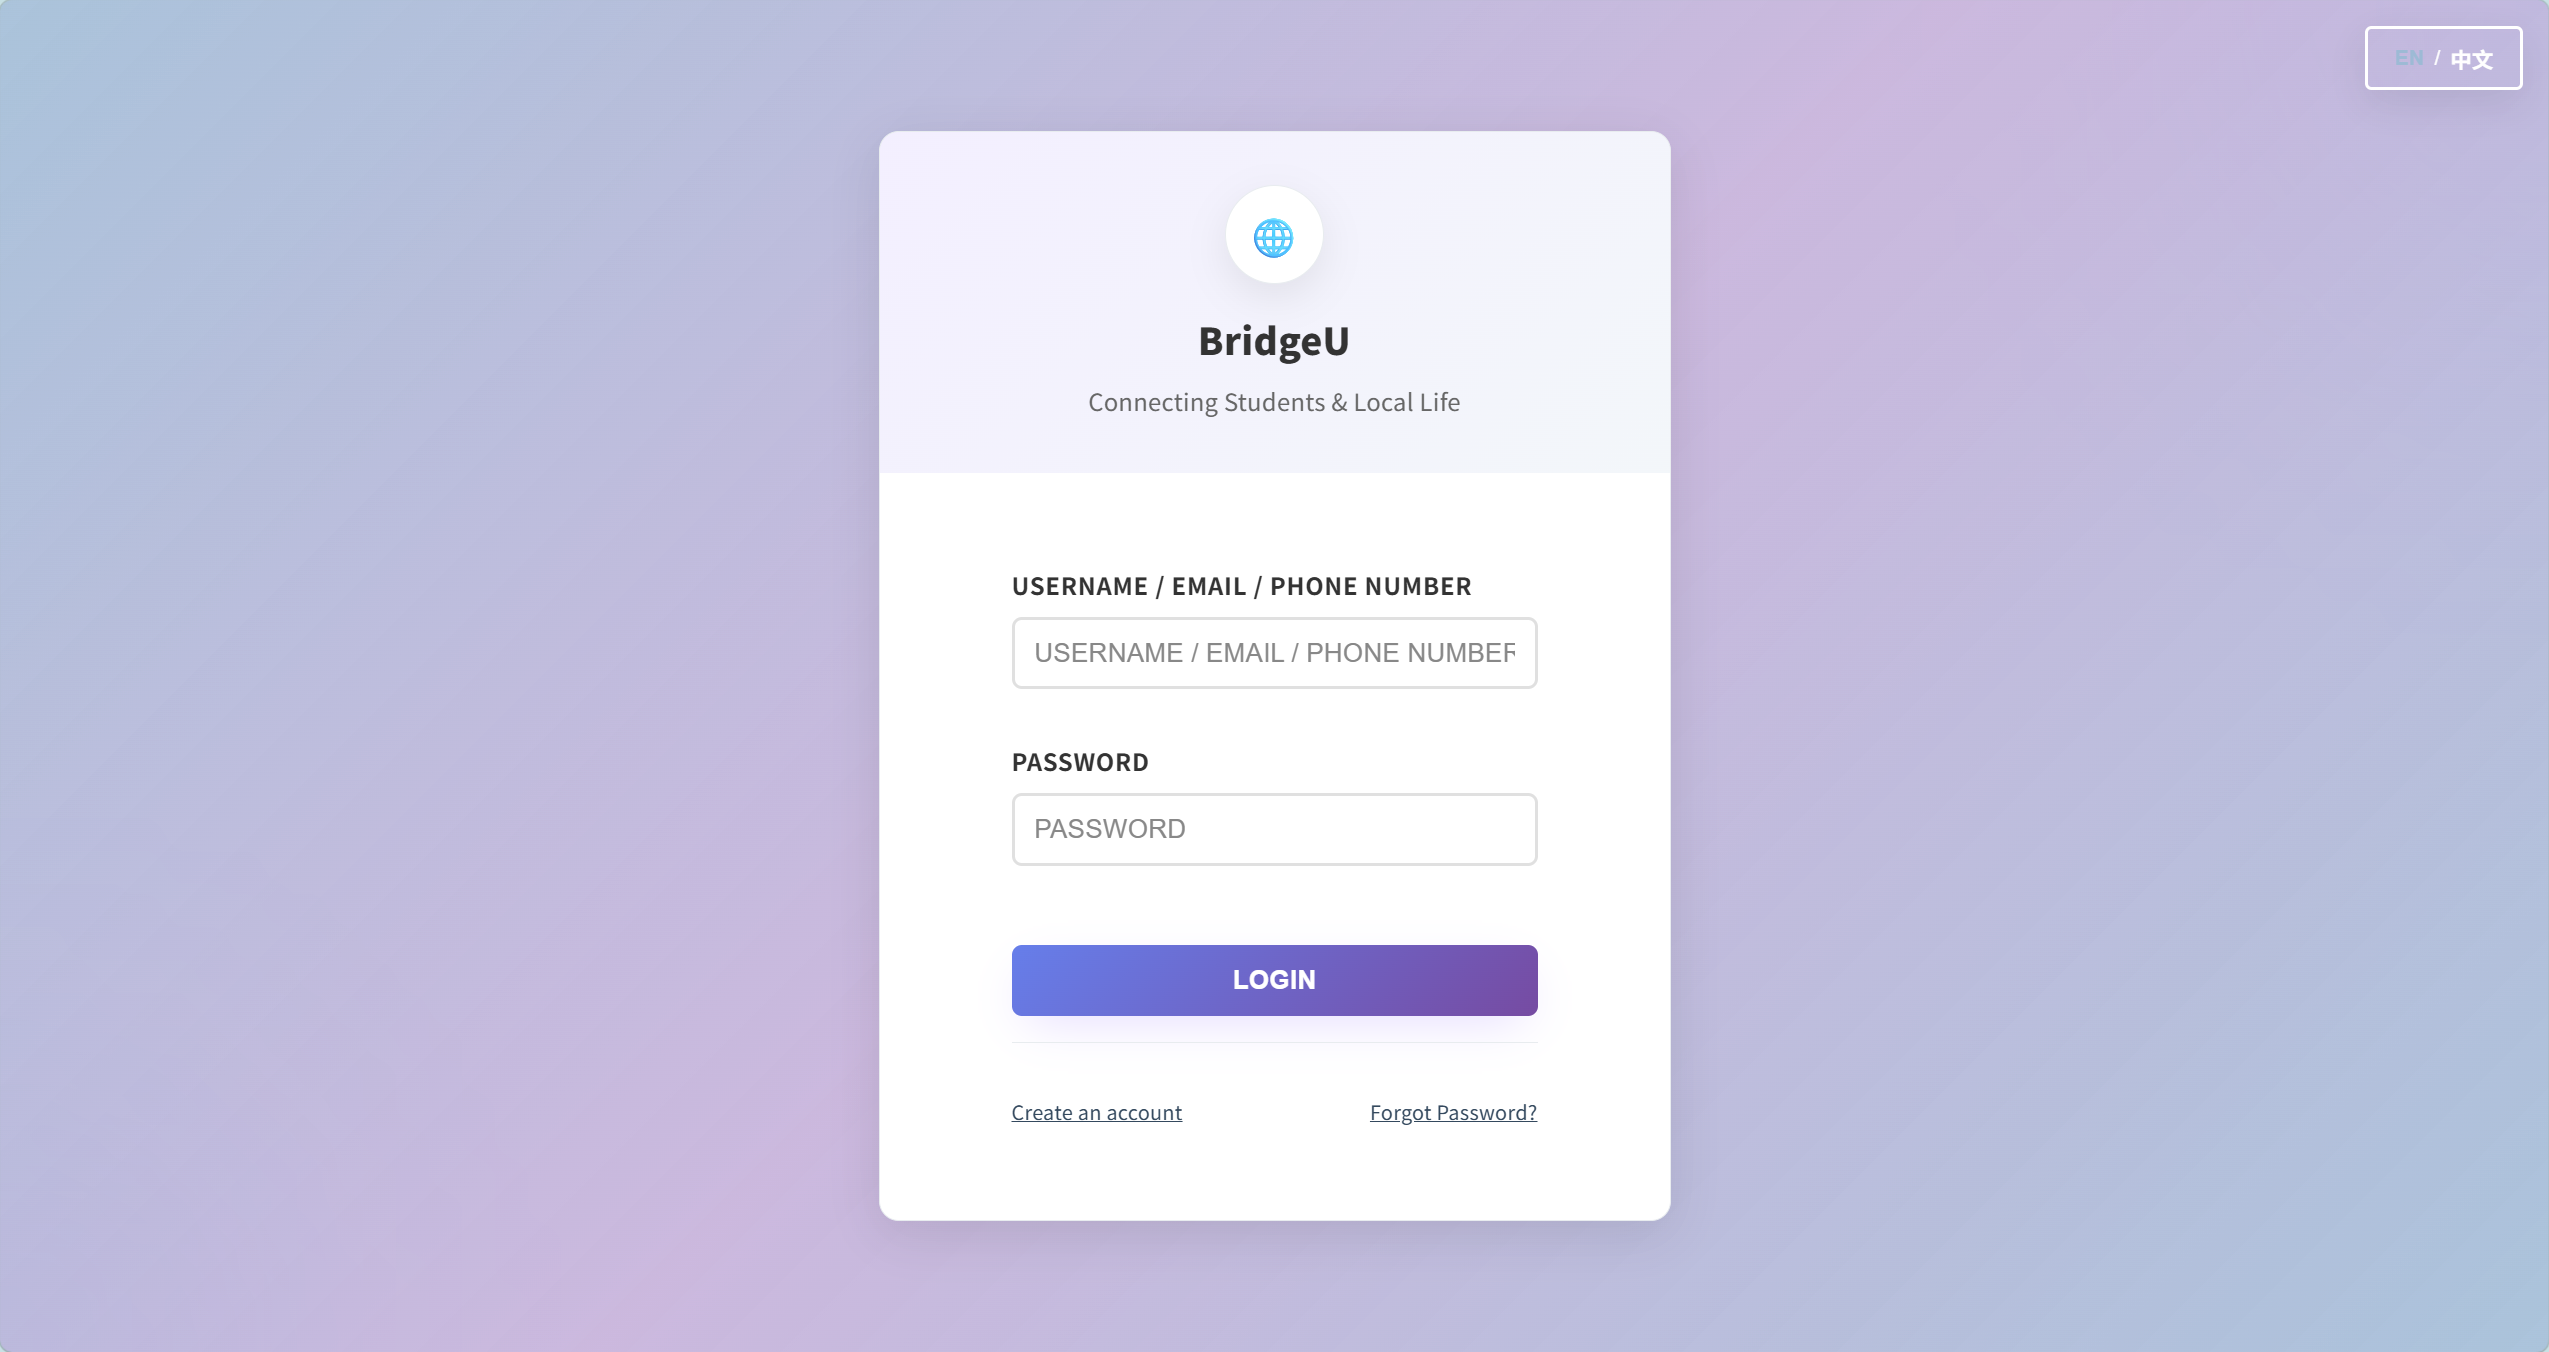 EN / 中文
BridgeU
Connecting Students & Local Life
USERNAME / EMAIL / PHONE NUMBER
USERNAME / EMAIL / PHONE NUMBER
PASSWORD
PASSWORD
LOGIN
Create an account
Forgot Password?